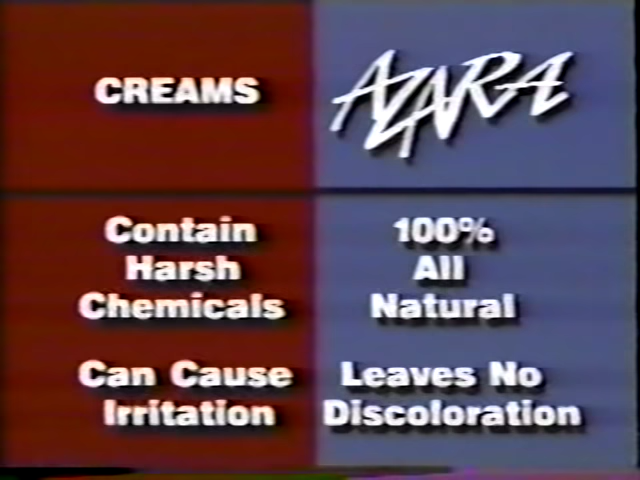 CREAMS
AZARA
Contain
Harsh
Chemicals
100%
All
Natural
Can Cause
Irritation
Leaves No
Discoloration